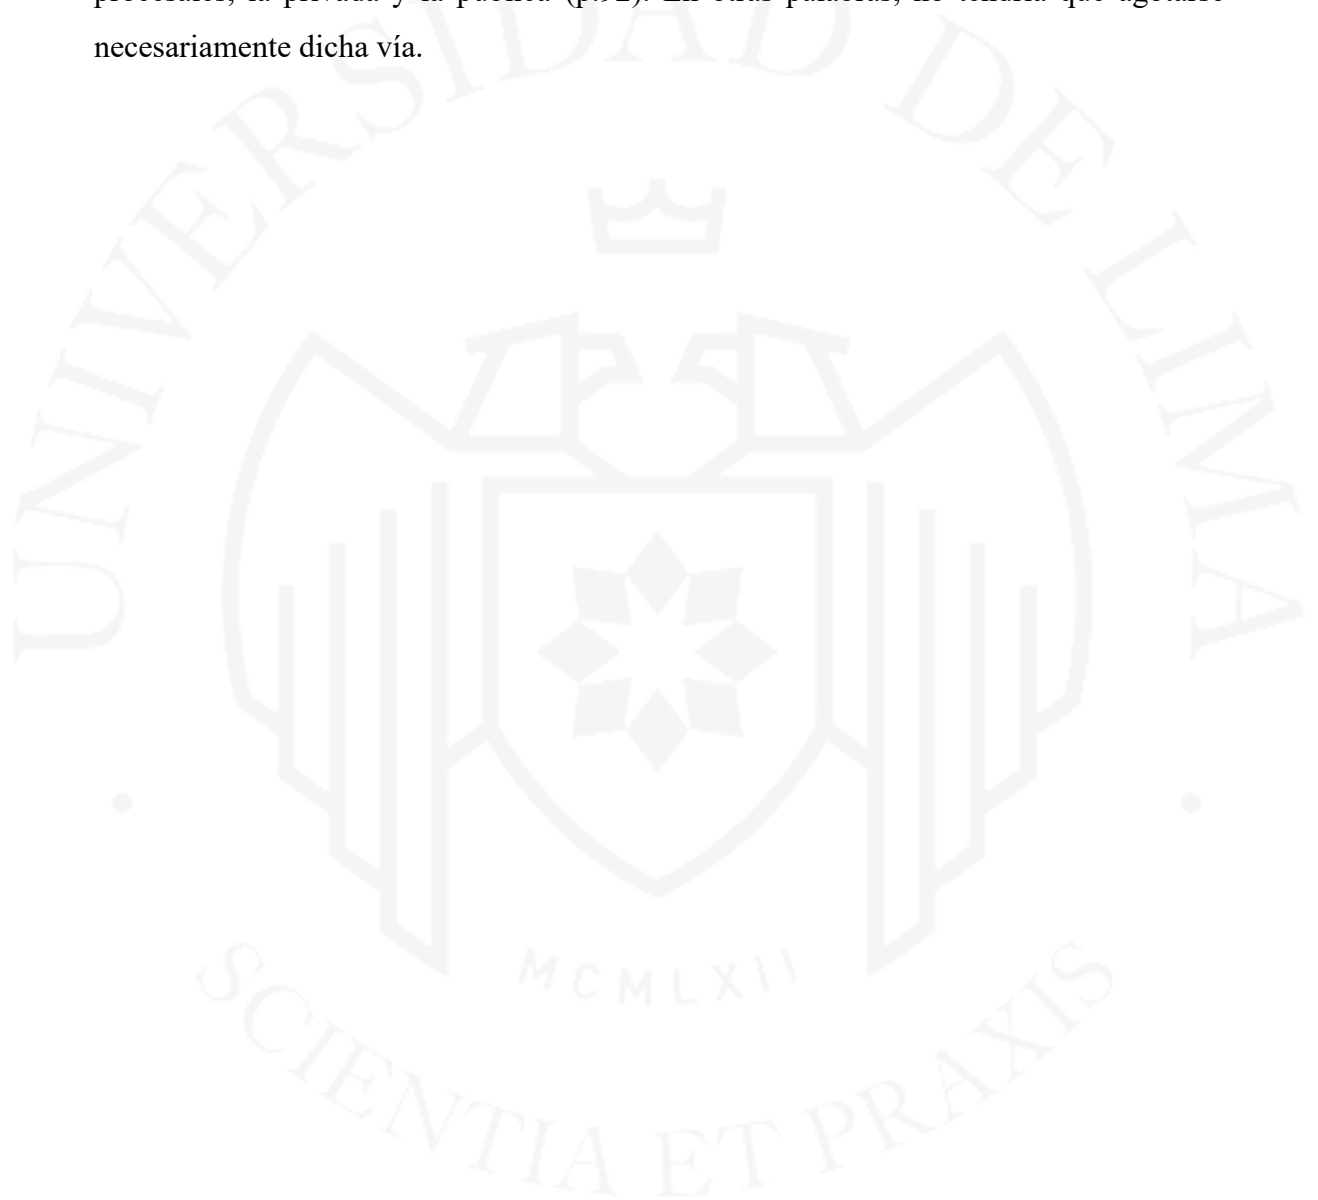 procesales, la privada y la pública (p.92). En otras palabras, no tendría que agotarse
necesariamente dicha vía.
UNIVERSIDAD DE LIMA
MCMLXII
SCIENTIA ET PRAXIS